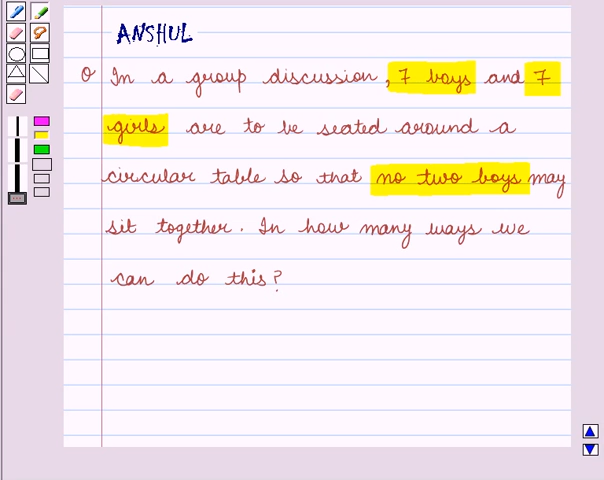 ANSHUL
Q In a group discussion, 7 boys and 7
girls are to be seated around a
circular table so that no two boys may
sit together. In how many ways we
can do this?